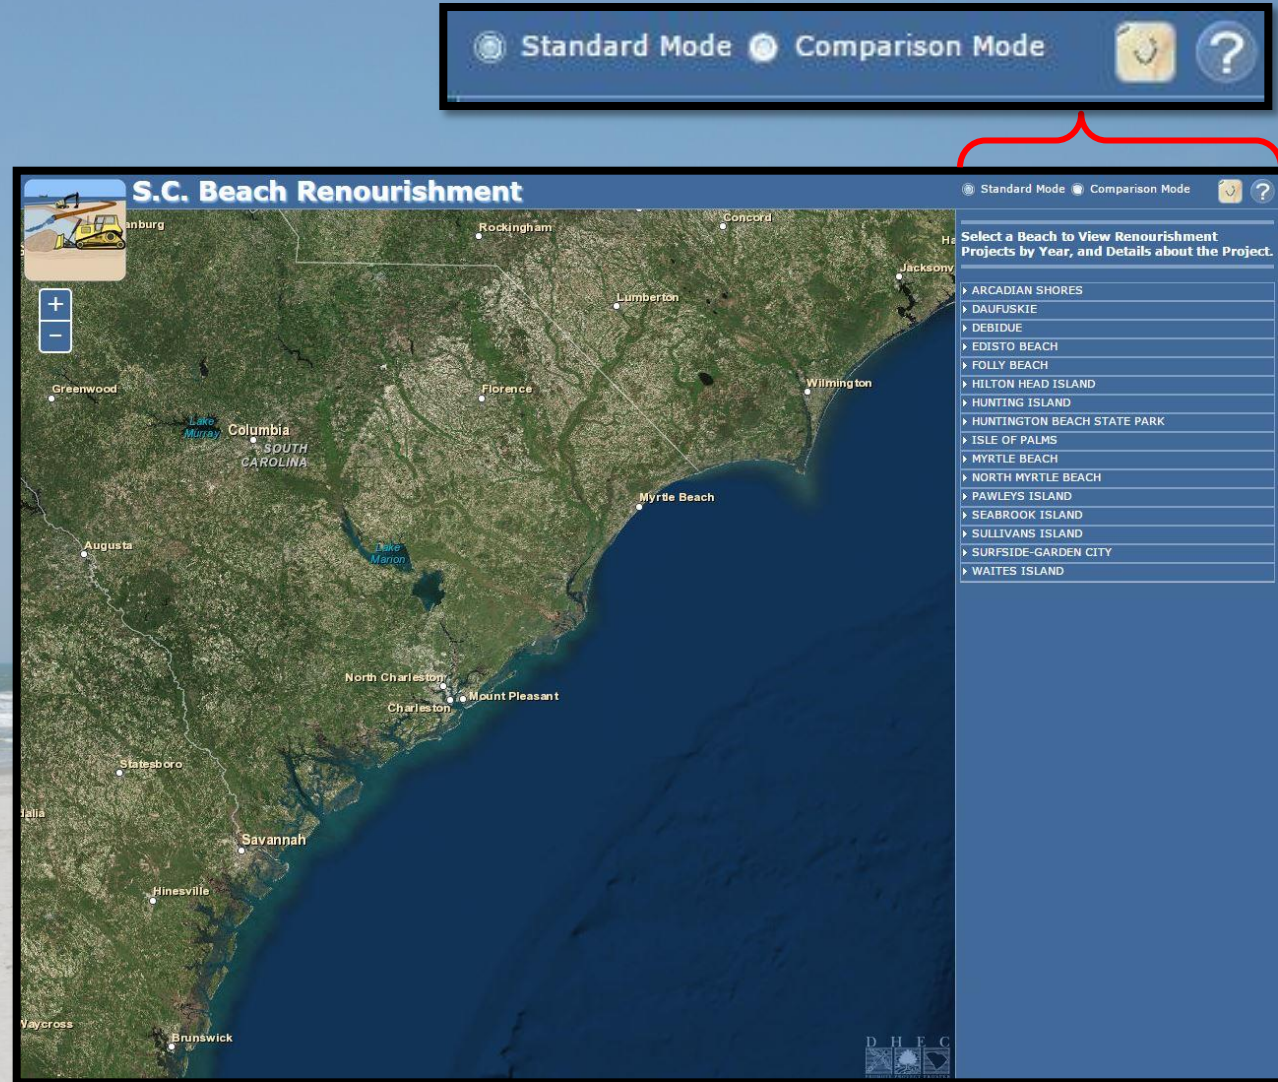 Standard Mode Comparison Mode
?
S.C. Beach Renourishment
Standard Mode Comparison Mode
?
Select a Beach to View Renourishment
Projects by Year, and Details about the Project.
ARCADIAN SHORES
DAUFUSKIE
DEBIDUE
EDISTO BEACH
FOLLY BEACH
HILTON HEAD ISLAND
HUNTING ISLAND
HUNTINGTON BEACH STATE PARK
ISLE OF PALMS
MYRTLE BEACH
NORTH MYRTLE BEACH
PAWLEYS ISLAND
SEABROOK ISLAND
SULLIVANS ISLAND
SURFSIDE-GARDEN CITY
WAITES ISLAND
+
−
anburg
Rockingham
Concord
Ha
Jacksonv
Lumberton
Greenwood
Florence
Wilmington
Lake
Murray
Columbia
SOUTH
CAROLINA
Myrtle Beach
Augusta
Lake
Marion
North Charleston
Mount Pleasant
Charleston
Statesboro
dalia
Savannah
Hinesville
Waycross
Brunswick
D H E C